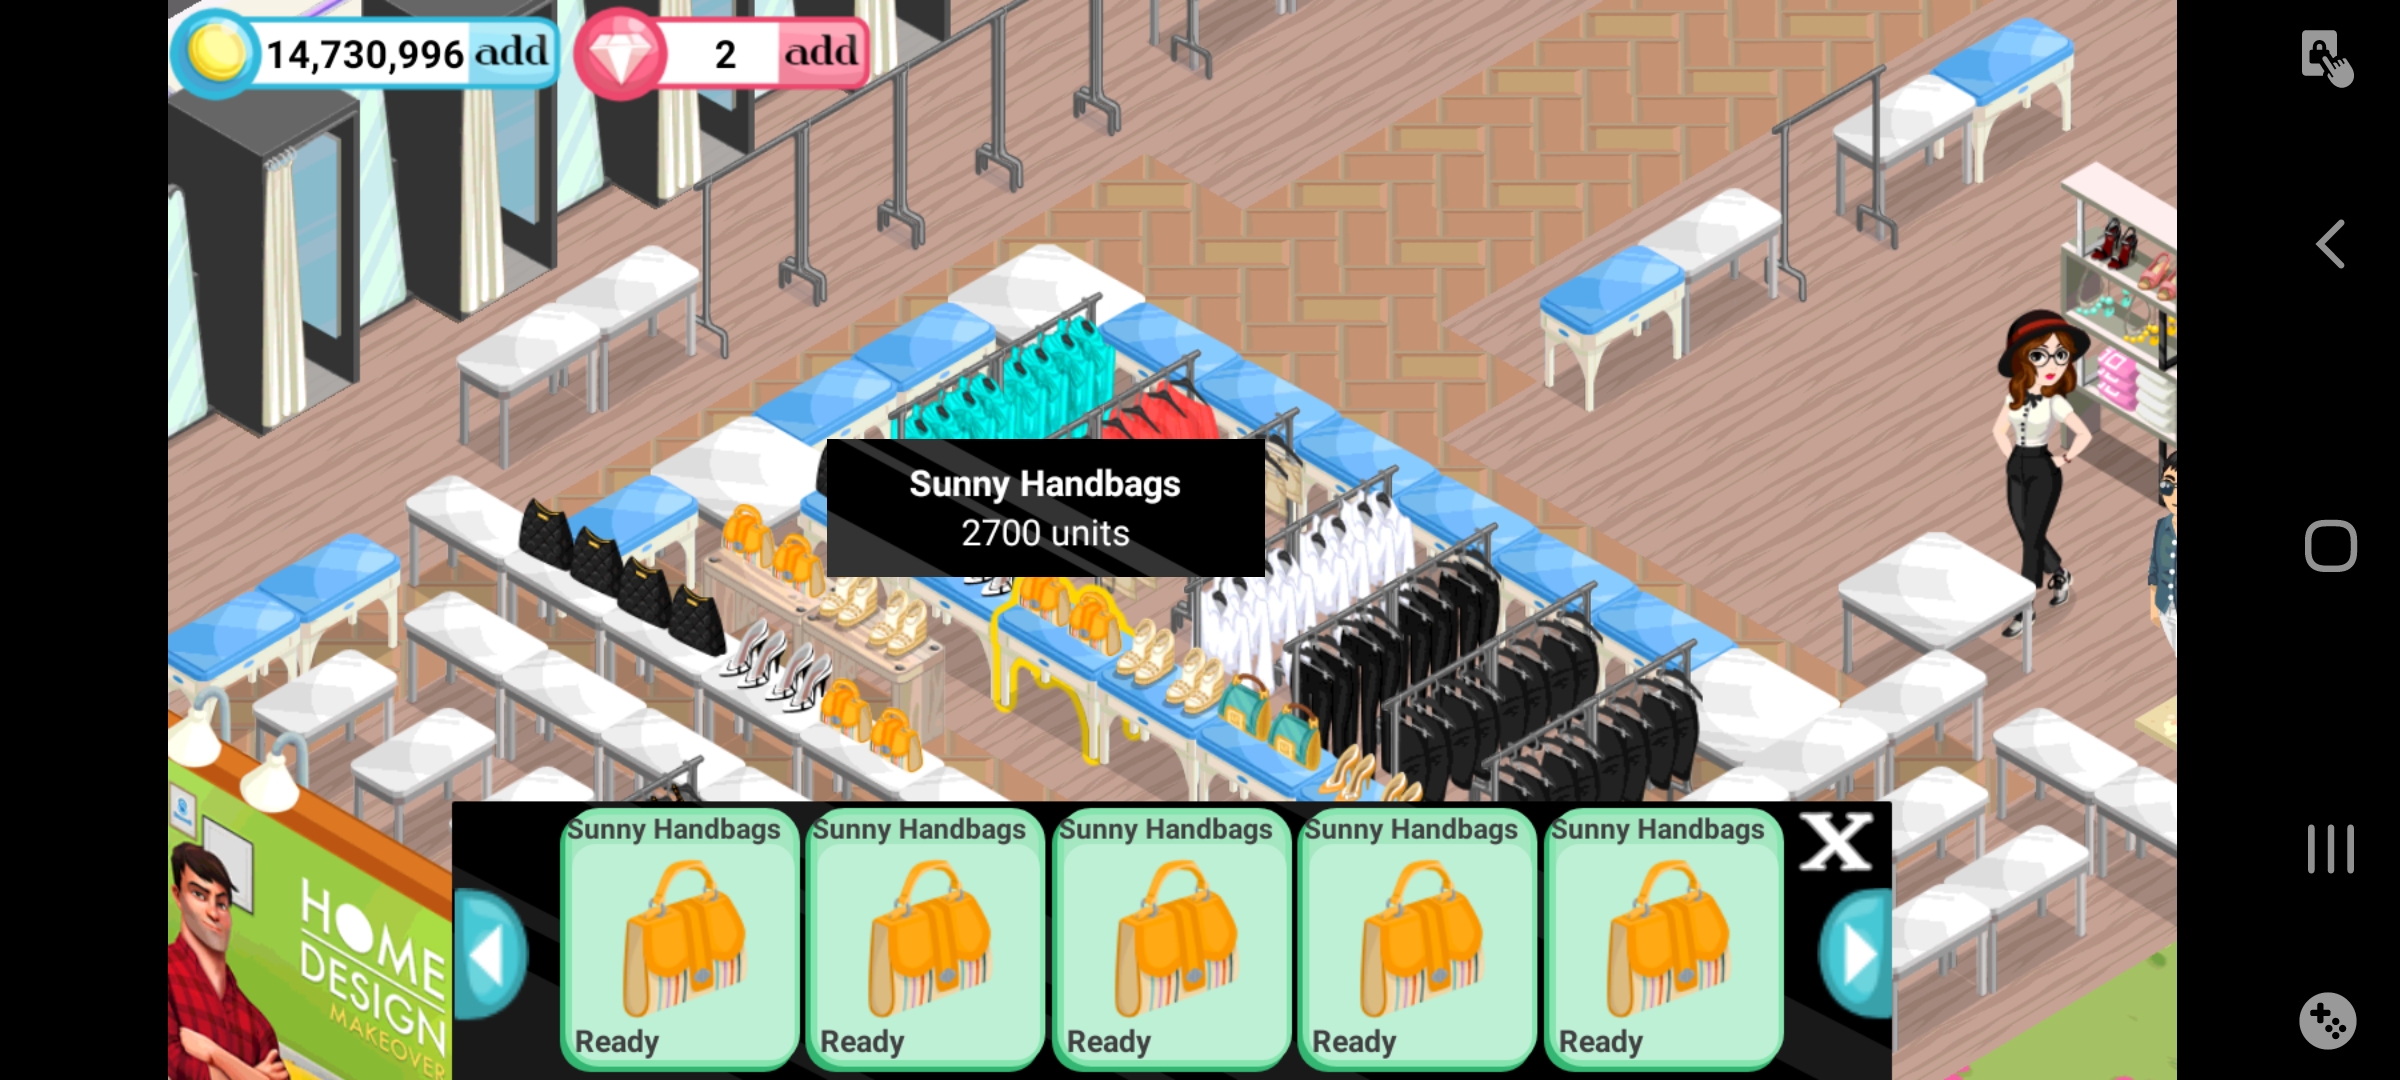 14,730,996 add
2 add
Sunny Handbags
2700 units
Sunny Handbags
Sunny Handbags
Sunny Handbags
Sunny Handbags
Sunny Handbags
X
Ready
Ready
Ready
Ready
Ready
HOME
DESIGN
MAKEOVER